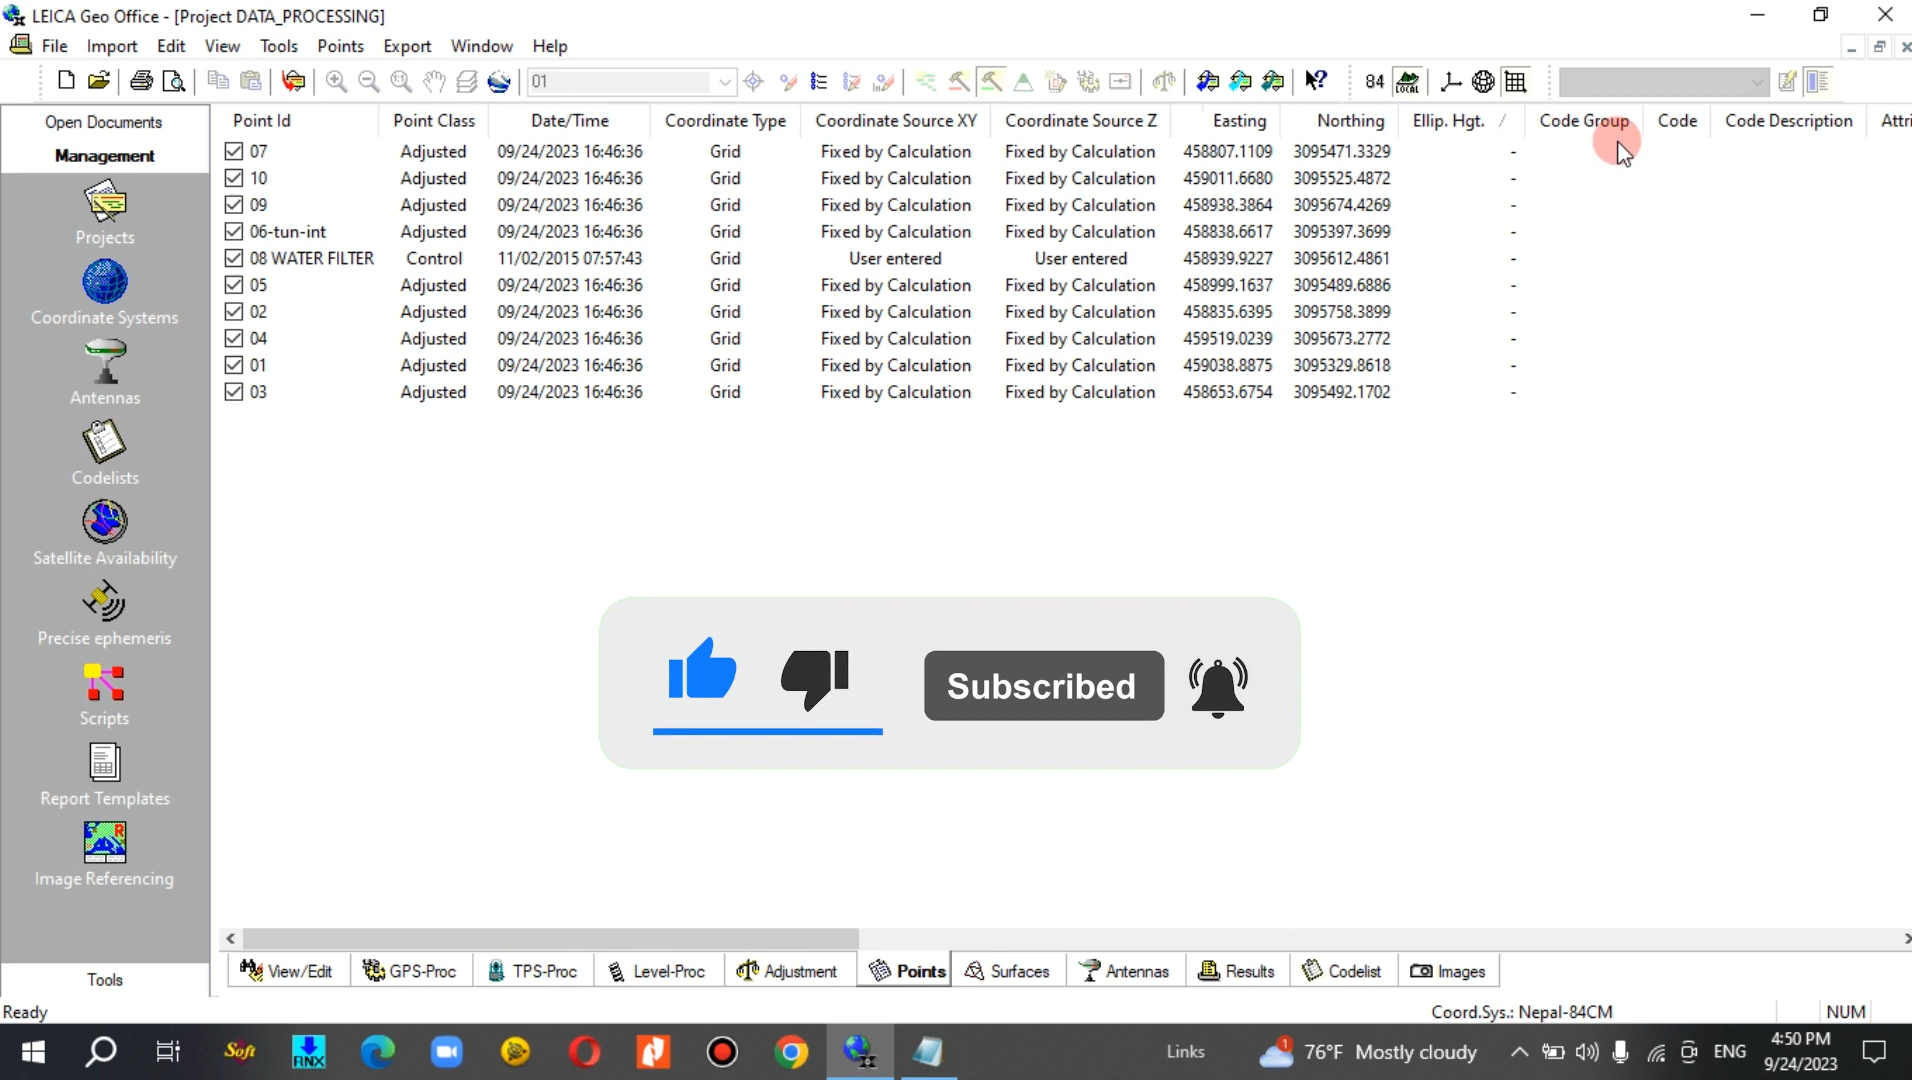 LEICA Geo Office - [Project DATA_PROCESSING]
File Import Edit View Tools Points Export Window Help
01 84 LOCAL
Open Documents
Management
Projects
Coordinate Systems
Antennas
Codelists
Satellite Availability
Precise ephemeris
Scripts
Report Templates
R
Image Referencing
Tools
Point Id Point Class Date/Time Coordinate Type Coordinate Source XY Coordinate Source Z Easting Northing Ellip. Hgt. / Code Group Code Code Description Attri
07 Adjusted 09/24/2023 16:46:36 Grid Fixed by Calculation Fixed by Calculation 458807.1109 3095471.3329 -
10 Adjusted 09/24/2023 16:46:36 Grid Fixed by Calculation Fixed by Calculation 459011.6680 3095525.4872 -
09 Adjusted 09/24/2023 16:46:36 Grid Fixed by Calculation Fixed by Calculation 458938.3864 3095674.4269 -
06-tun-int Adjusted 09/24/2023 16:46:36 Grid Fixed by Calculation Fixed by Calculation 458838.6617 3095397.3699 -
08 WATER FILTER Control 11/02/2015 07:57:43 Grid User entered User entered 458939.9227 3095612.4861 -
05 Adjusted 09/24/2023 16:46:36 Grid Fixed by Calculation Fixed by Calculation 458999.1637 3095489.6886 -
02 Adjusted 09/24/2023 16:46:36 Grid Fixed by Calculation Fixed by Calculation 458835.6395 3095758.3899 -
04 Adjusted 09/24/2023 16:46:36 Grid Fixed by Calculation Fixed by Calculation 459519.0239 3095673.2772 -
01 Adjusted 09/24/2023 16:46:36 Grid Fixed by Calculation Fixed by Calculation 459038.8875 3095329.8618 -
03 Adjusted 09/24/2023 16:46:36 Grid Fixed by Calculation Fixed by Calculation 458653.6754 3095492.1702 -
Subscribed
View/Edit GPS-Proc TPS-Proc Level-Proc Adjustment Points Surfaces Antennas Results Codelist Images
Ready Coord.Sys.: Nepal-84CM NUM
Soft RNX Links 1 76°F Mostly cloudy ENG 4:50 PM
9/24/2023